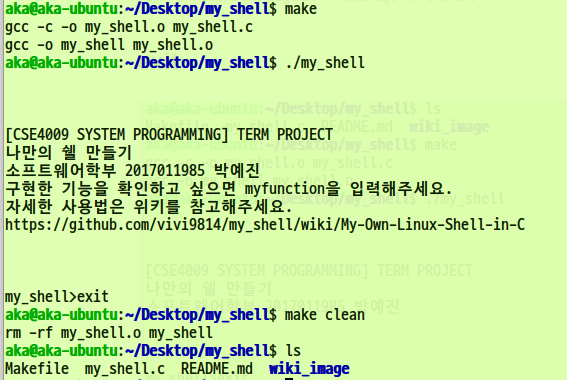 aka@aka-ubuntu:~/Desktop/my_shell$ make
gcc -c -o my_shell.o my_shell.c
gcc -o my_shell my_shell.o
aka@aka-ubuntu:~/Desktop/my_shell$ ./my_shell
[CSE4009 SYSTEM PROGRAMMING] TERM PROJECT
나만의 쉘 만들기
소프트웨어학부 2017011985 박예진
구현한 기능을 확인하고 싶으면 myfunction을 입력해주세요.
자세한 사용법은 위키를 참고해주세요.
https://github.com/vivi9814/my_shell/wiki/My-Own-Linux-Shell-in-C
my_shell>exit
aka@aka-ubuntu:~/Desktop/my_shell$ make clean
rm -rf my_shell.o my_shell
aka@aka-ubuntu:~/Desktop/my_shell$ ls
Makefile  my_shell.c  README.md  wiki_image